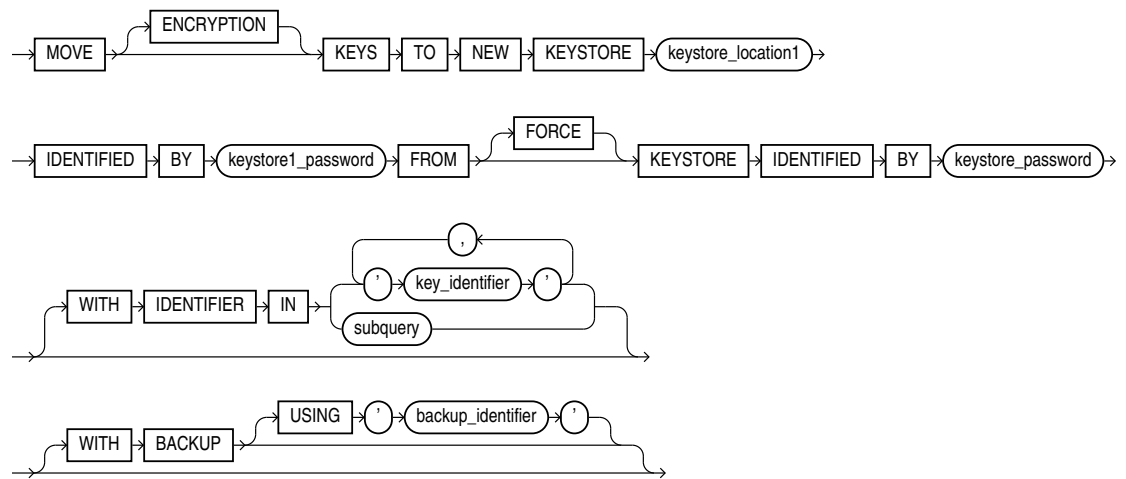 ENCRYPTION
MOVE KEYS TO NEW KEYSTORE keystore_location1
FORCE
IDENTIFIED BY keystore1_password FROM KEYSTORE IDENTIFIED BY keystore_password
,
' key_identifier '
WITH IDENTIFIER IN
subquery
USING ' backup_identifier '
WITH BACKUP